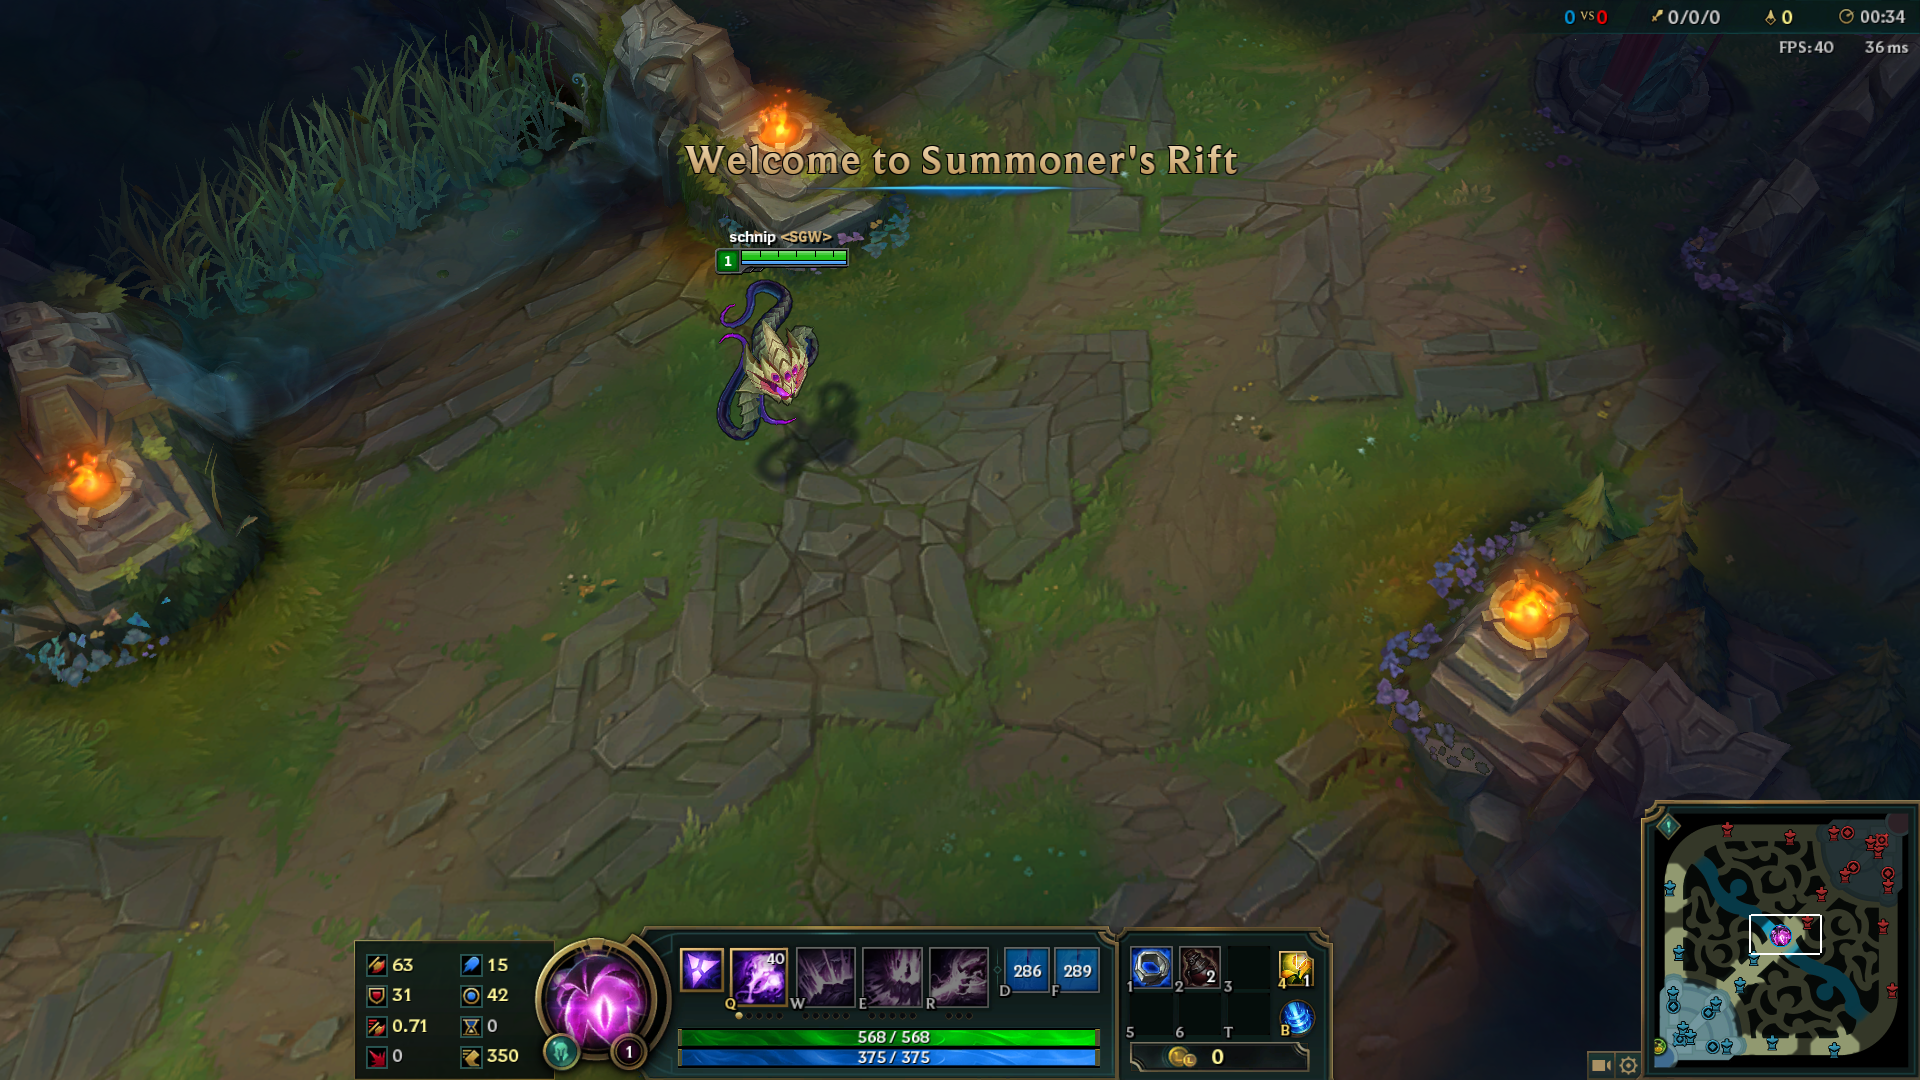 0 VS 0 0/0/0 0 00:34
FPS: 40 36 ms
Welcome to Summoner's Rift
schnip <SGW>
1
63 15
31 42
0.71 0
0 350
1
40
Q W E R
286 289
D F
568 / 568
375 / 375
1 2 2 3 4 1
5 6 T B
0